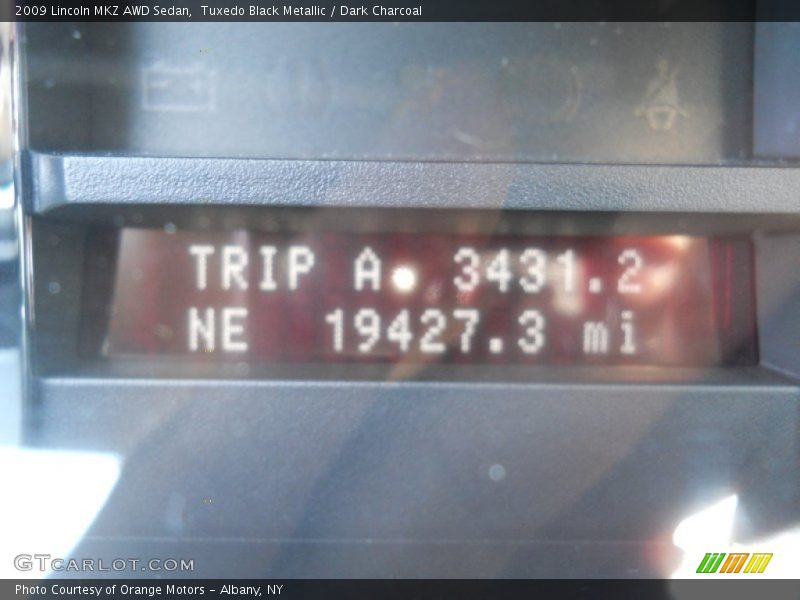 2009 Lincoln MKZ AWD Sedan,  Tuxedo Black Metallic / Dark Charcoal
TRIP A 3431.2
NE 19427.3 mi
GTCARLOT.COM
Photo Courtesy of Orange Motors - Albany, NY